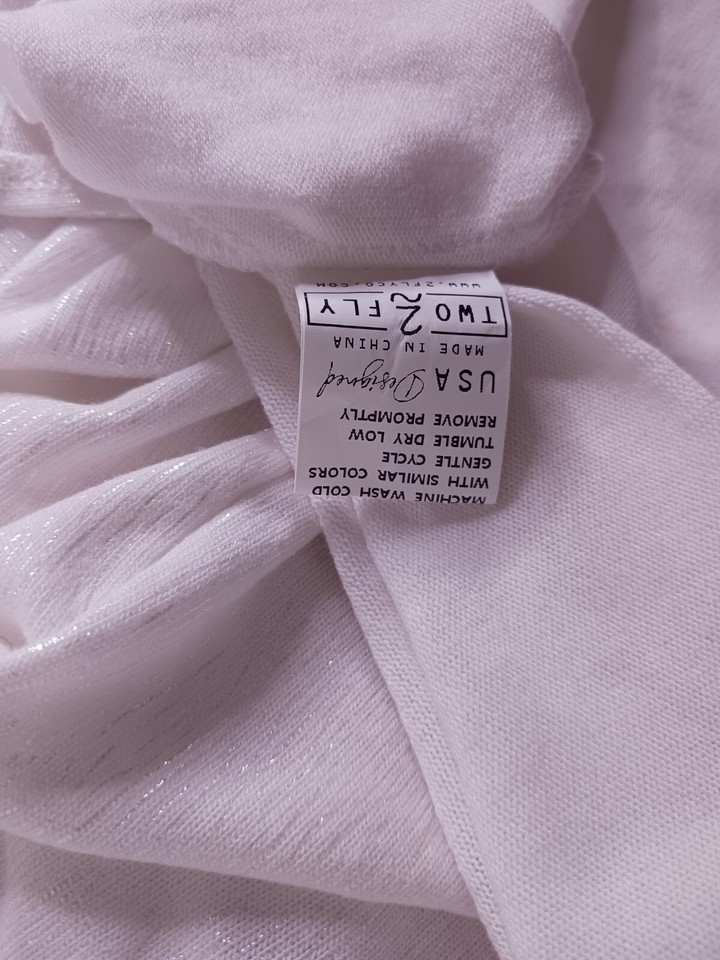 MACHINE WASH COLD
WITH SIMILAR COLORS
GENTLE CYCLE
TUMBLE DRY LOW
REMOVE PROMPTLY
USA Designed
MADE IN CHINA
TWO 2 FLY
WWW.2FLYCO.COM